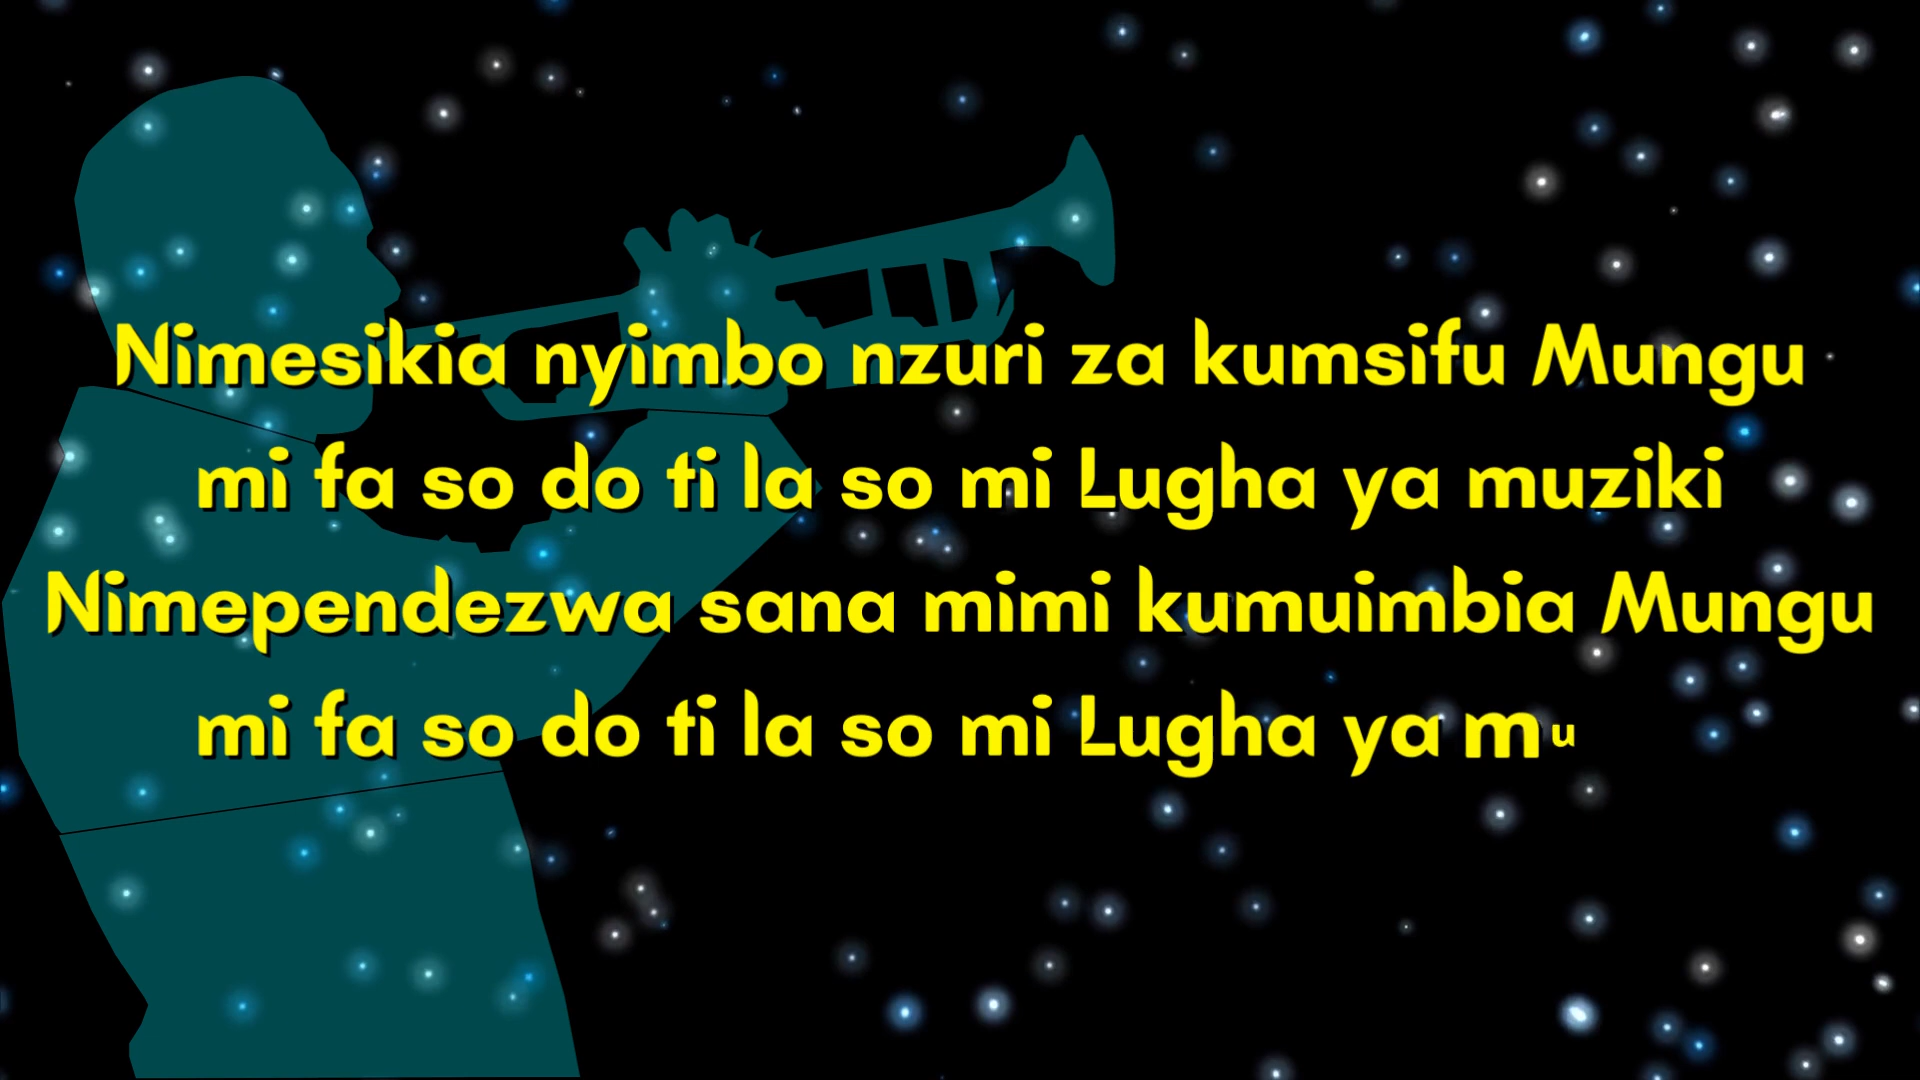 Nimesikia nyimbo nzuri za kumsifu Mungu
mi fa so do ti la so mi Lugha ya muziki
Nimependezwa sana mimi kumuimbia Mungu
mi fa so do ti la so mi Lugha ya mu